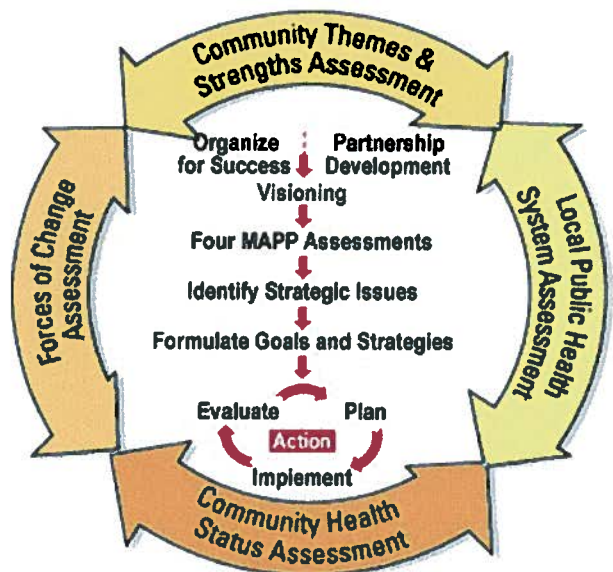 Community Themes &
Strengths Assessment
Organize Partnership
for Success Development
Visioning
Four MAPP Assessments
Identify Strategic Issues
Formulate Goals and Strategies
Evaluate Plan
Action
Implement
Forces of Change
Assessment
Local Public Health
System Assessment
Community Health
Status Assessment